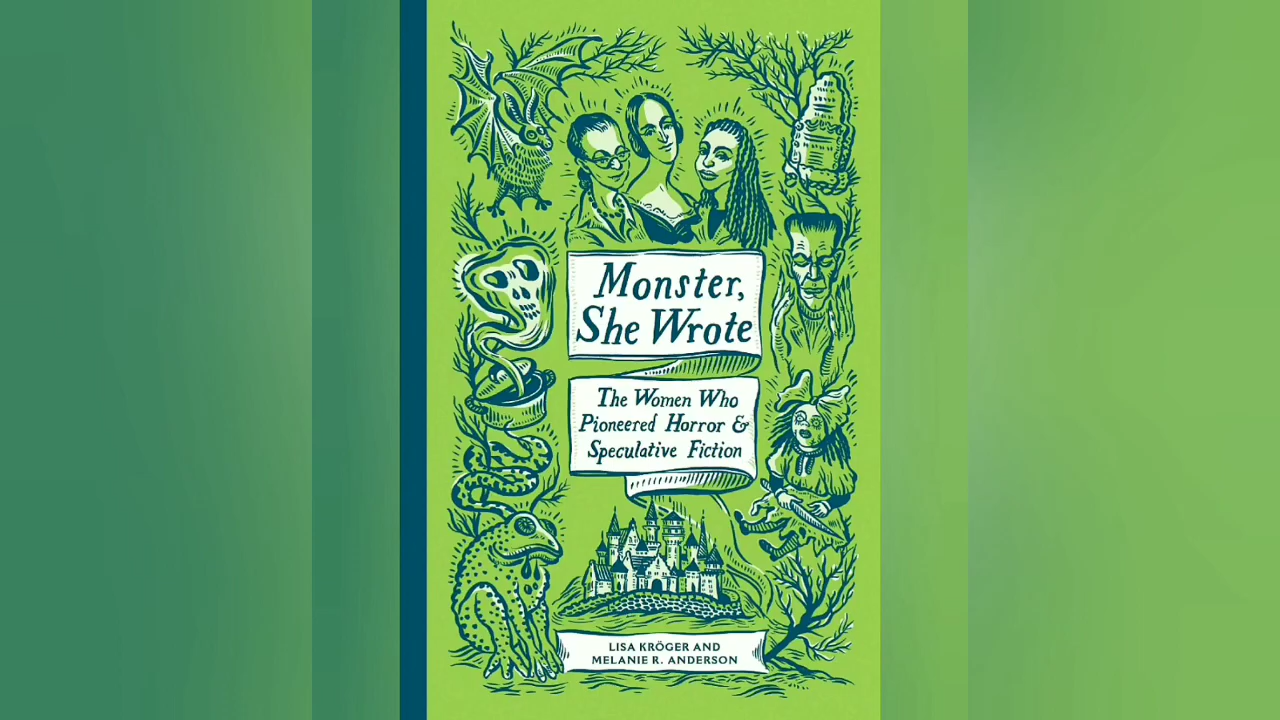 Monster,
She Wrote
The Women Who
Pioneered Horror &
Speculative Fiction
LISA KRÖGER AND
MELANIE R. ANDERSON